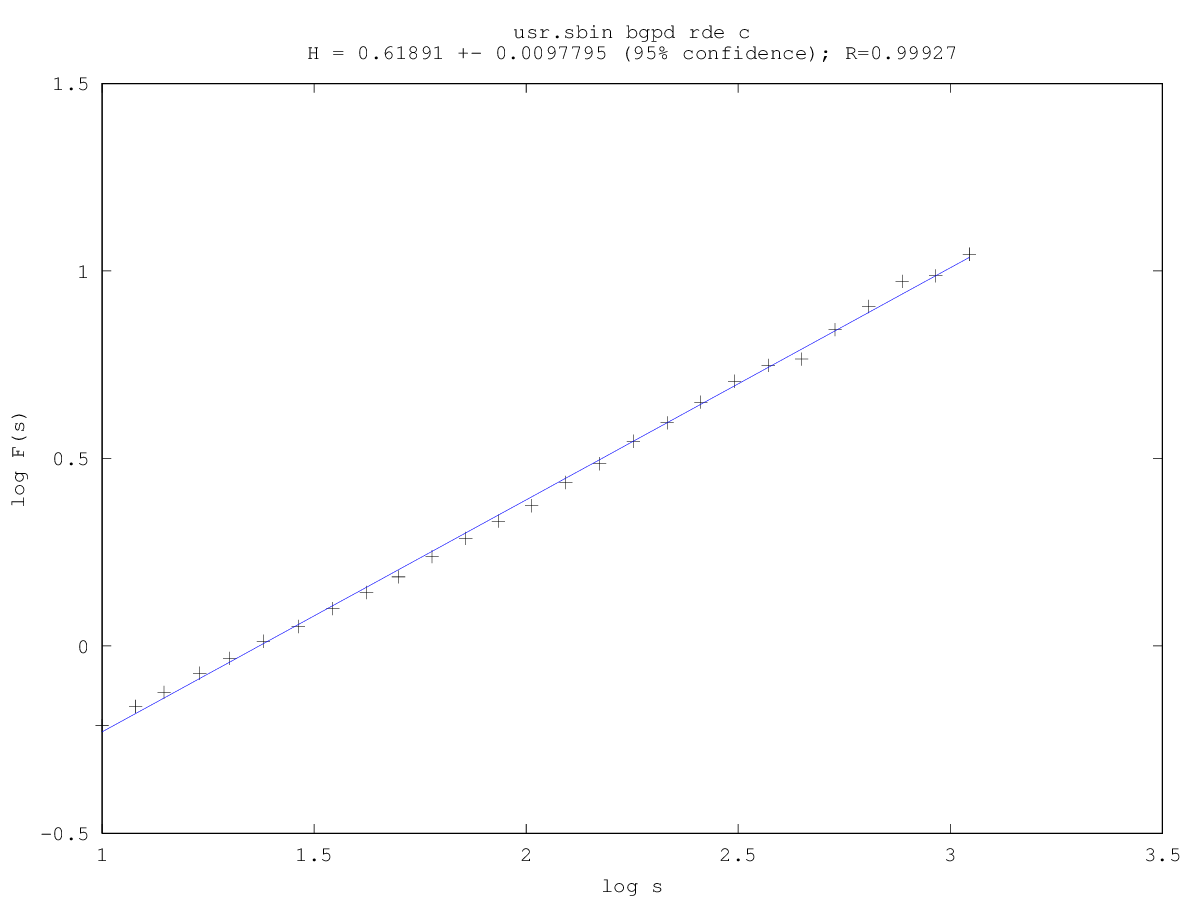 usr.sbin bgpd rde c
H = 0.61891 +- 0.0097795 (95% confidence); R=0.99927
1.5
1
0.5
0
-0.5
log F(s)
1
1.5
2
2.5
3
3.5
log s